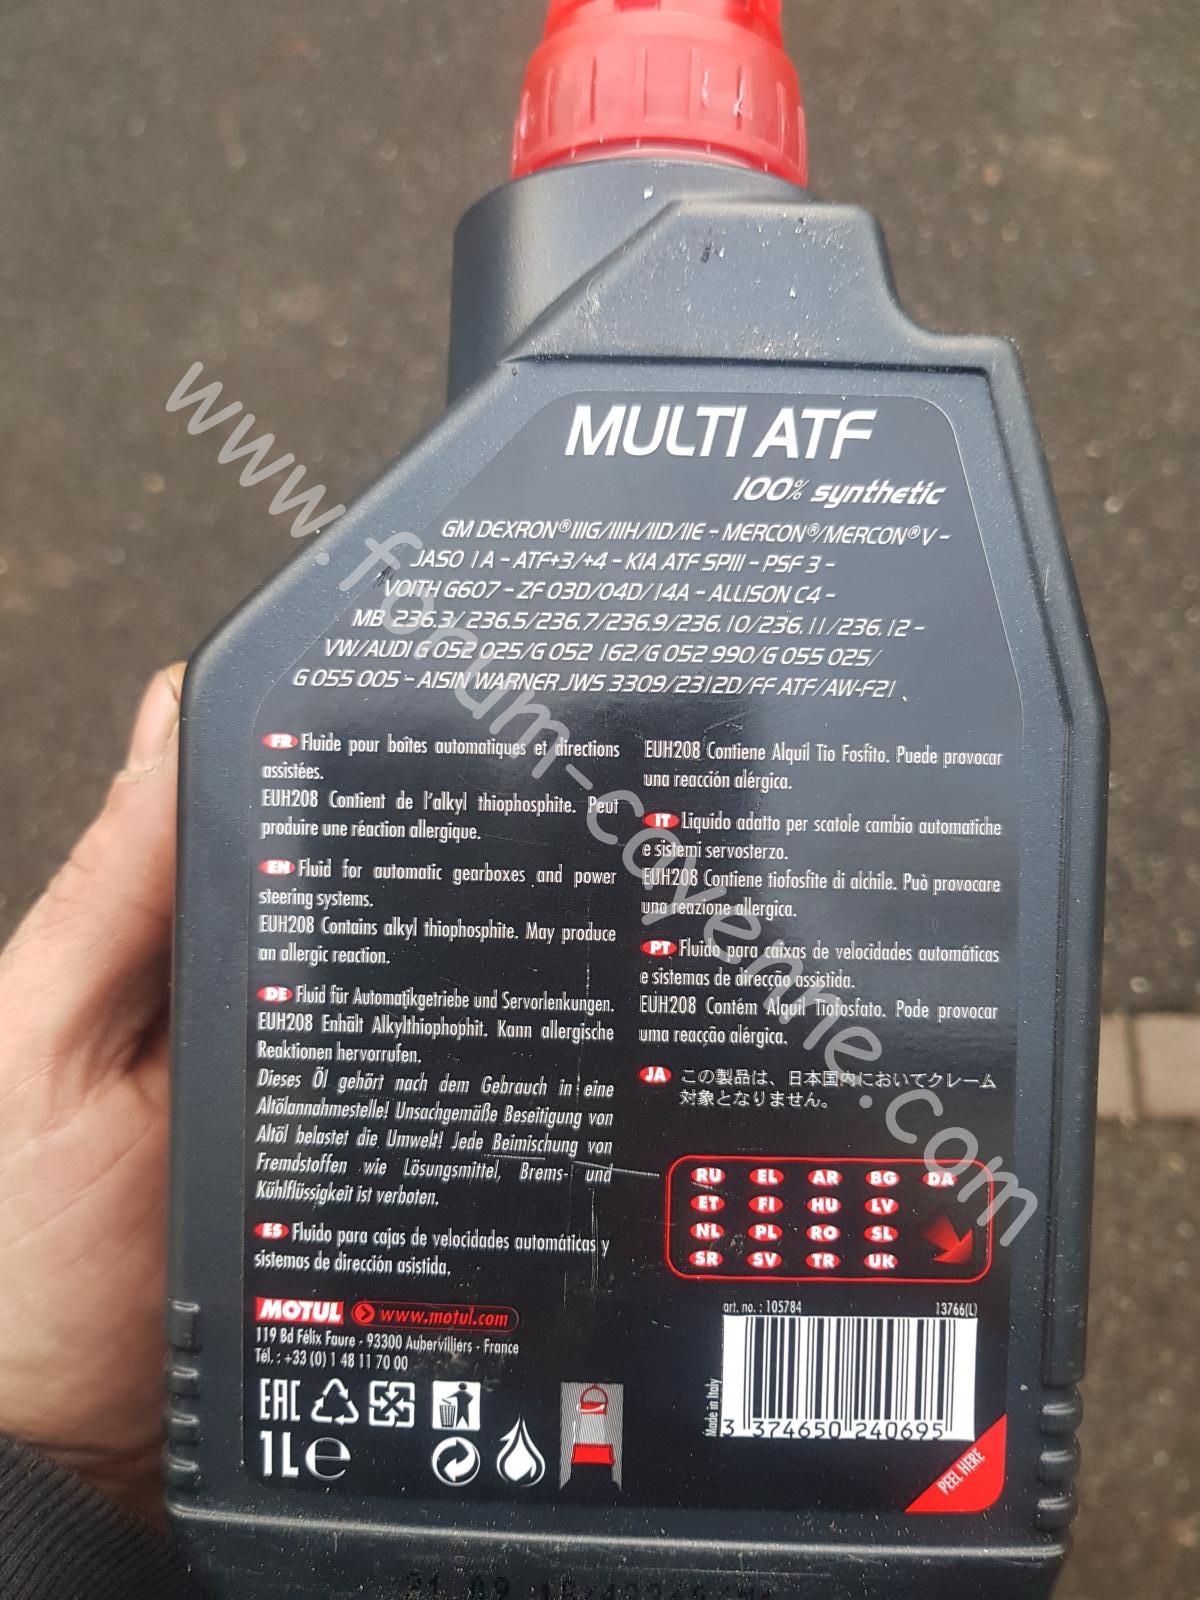 MULTI ATF
100% synthetic
GM DEXRON® IIIG/IIIH/IID/IIE - MERCON®/MERCON® V -
JASO 1A - ATF+3/+4 - KIA ATF SPIII - PSF 3 -
VOITH G607 - ZF 03D/04D/14A - ALLISON C4 -
MB 236.3/ 236.5/236.7/236.9/236.10/236.11/236.12 -
VW/AUDI G 052 025/G 052 162/G 052 990/G 055 025/
G 055 005 - AISIN WARNER JWS 3309/2312D/FF ATF/AW-F21
FR Fluide pour boîtes automatiques et directions
assistées.
EUH208 Contient de l'alkyl thiophosphite. Peut
produire une réaction allergique.
EN Fluid for automatic gearboxes and power
steering systems.
EUH208 Contains alkyl thiophosphite. May produce
an allergic reaction.
DE Fluid für Automatikgetriebe und Servorlenkungen.
EUH208 Enhält Alkylthiophophit. Kann allergische
Reaktionen hervorrufen.
Dieses Öl gehört nach dem Gebrauch in eine
Altölannahmestelle! Unsachgemäße Beseitigung von
Altöl belastet die Umwelt! Jede Beimischung von
Fremdstoffen wie Lösungsmittel, Brems- und
Kühlflüssigkeit ist verboten.
ES Fluido para cajas de velocidades automáticas y
sistemas de dirección asistida.
EUH208 Contiene Alquil Tio Fosfito. Puede provocar
una reacción alérgica.
IT Liquido adatto per scatole cambio automatiche
e sistemi servosterzo.
EUH208 Contiene tiofosfite di alchile. Può provocare
una reazione allergica.
PT Fluido para caixas de velocidades automáticas
e sistemas de direcção assistida.
EUH208 Contém Alquil Tiofosfato. Pode provocar
uma reacção alérgica.
JA この製品は、日本国内においてクレーム
対象となりません。
RU EL AR BG DA
ET FI HU LV
NL PL RO SL
SR SV TR UK
MOTUL www.motul.com
119 Bd Félix Faure - 93300 Aubervilliers - France
Tél. : +33 (0) 1 48 11 70 00
EAC
1L e
art. no. : 105784 13766(L)
Made in Italy
3 374650 240695
PEEL HERE
www.forum-cayenne.com